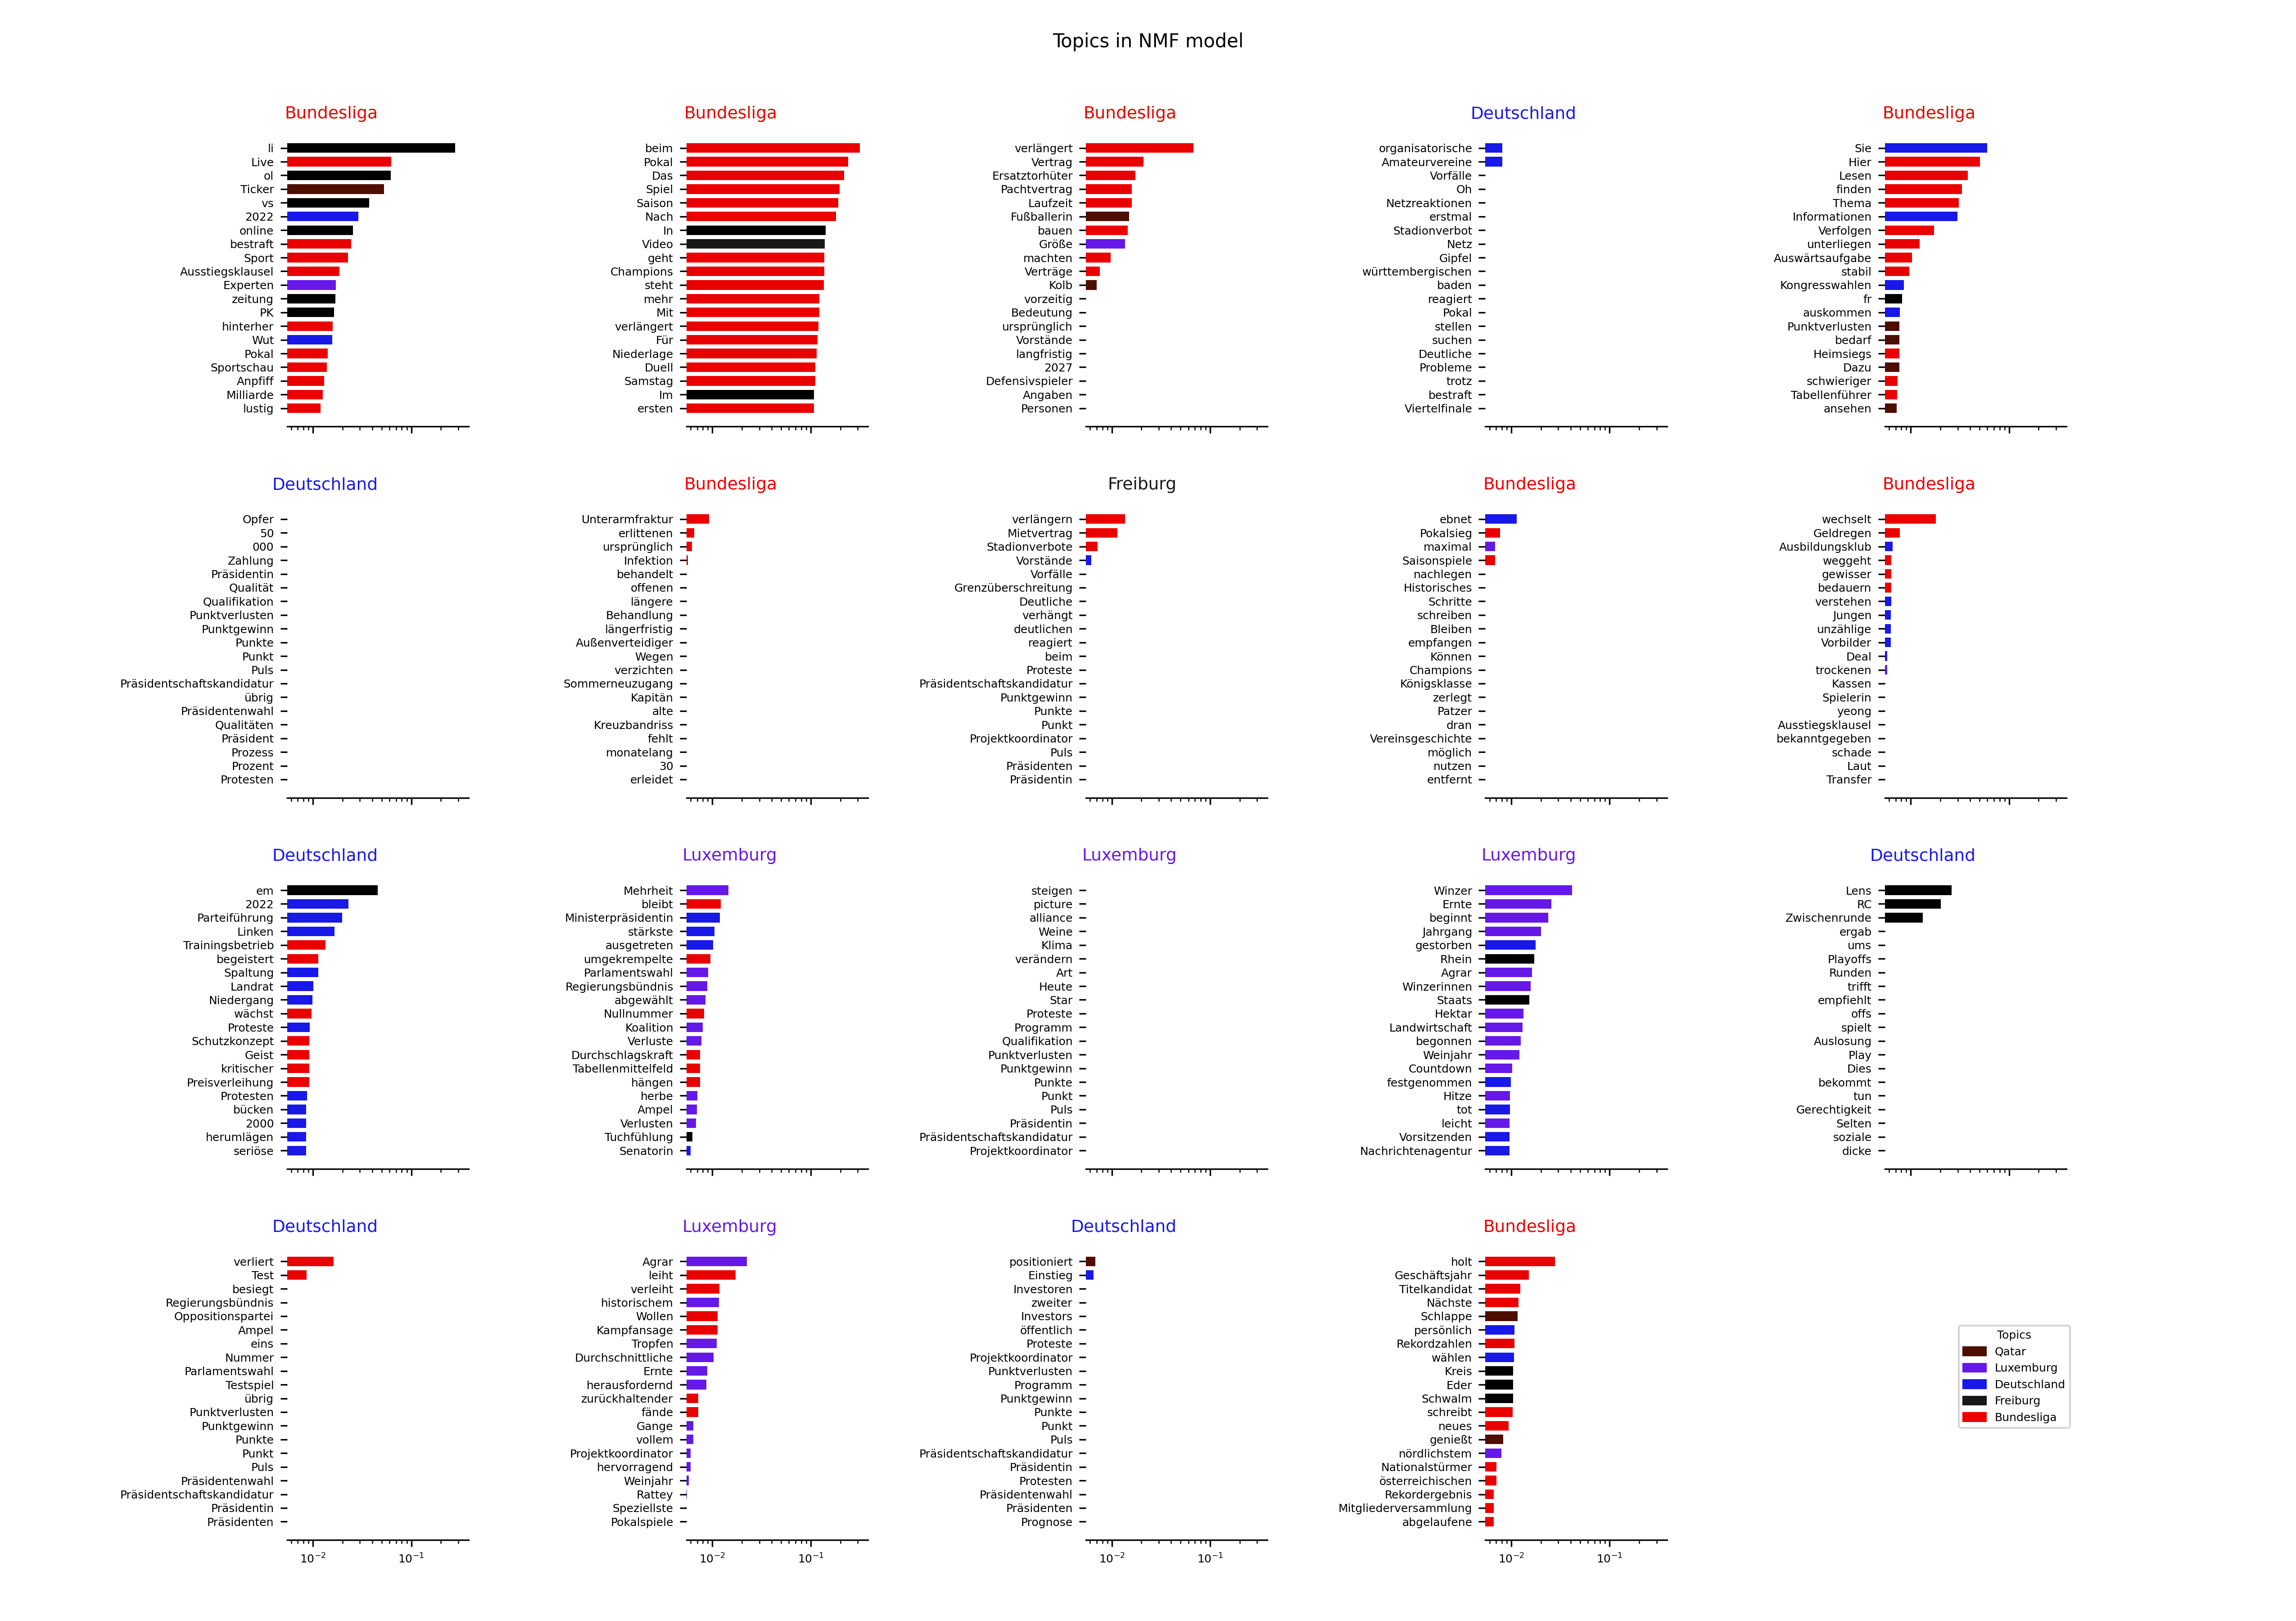 Topics in NMF model
Bundesliga
li
Live
ol
Ticker
vs
2022
online
bestraft
Sport
Ausstiegsklausel
Experten
zeitung
PK
hinterher
Wut
Pokal
Sportschau
Anpfiff
Milliarde
lustig
Bundesliga
beim
Pokal
Das
Spiel
Saison
Nach
In
Video
geht
Champions
steht
mehr
Mit
verlängert
Für
Niederlage
Duell
Samstag
Im
ersten
Bundesliga
verlängert
Vertrag
Ersatztorhüter
Pachtvertrag
Laufzeit
Fußballerin
bauen
Größe
machten
Verträge
Kolb
vorzeitig
Bedeutung
ursprünglich
Vorstände
langfristig
2027
Defensivspieler
Angaben
Personen
Deutschland
organisatorische
Amateurvereine
Vorfälle
Oh
Netzreaktionen
erstmal
Stadionverbot
Netz
Gipfel
württembergischen
baden
reagiert
Pokal
stellen
suchen
Deutliche
Probleme
trotz
bestraft
Viertelfinale
Bundesliga
Sie
Hier
Lesen
finden
Thema
Informationen
Verfolgen
unterliegen
Auswärtsaufgabe
stabil
Kongresswahlen
fr
auskommen
Punktverlusten
bedarf
Heimsiegs
Dazu
schwieriger
Tabellenführer
ansehen
Deutschland
Opfer
50
000
Zahlung
Präsidentin
Qualität
Qualifikation
Punktverlusten
Punktgewinn
Punkte
Punkt
Puls
Präsidentschaftskandidatur
übrig
Präsidentenwahl
Qualitäten
Präsident
Prozess
Prozent
Protesten
Bundesliga
Unterarmfraktur
erlittenen
ursprünglich
Infektion
behandelt
offenen
längere
Behandlung
längerfristig
Außenverteidiger
Wegen
verzichten
Sommerneuzugang
Kapitän
alte
Kreuzbandriss
fehlt
monatelang
30
erleidet
Freiburg
verlängern
Mietvertrag
Stadionverbote
Vorstände
Vorfälle
Grenzüberschreitung
Deutliche
verhängt
deutlichen
reagiert
beim
Proteste
Präsidentschaftskandidatur
Punktgewinn
Punkte
Punkt
Projektkoordinator
Puls
Präsidenten
Präsidentin
Bundesliga
ebnet
Pokalsieg
maximal
Saisonspiele
nachlegen
Historisches
Schritte
schreiben
Bleiben
empfangen
Können
Champions
Königsklasse
zerlegt
Patzer
dran
Vereinsgeschichte
möglich
nutzen
entfernt
Bundesliga
wechselt
Geldregen
Ausbildungsklub
weggeht
gewisser
bedauern
verstehen
Jungen
unzählige
Vorbilder
Deal
trockenen
Kassen
Spielerin
yeong
Ausstiegsklausel
bekanntgegeben
schade
Laut
Transfer
Deutschland
em
2022
Parteiführung
Linken
Trainingsbetrieb
begeistert
Spaltung
Landrat
Niedergang
wächst
Proteste
Schutzkonzept
Geist
kritischer
Preisverleihung
Protesten
bücken
2000
herumlägen
seriöse
Luxemburg
Mehrheit
bleibt
Ministerpräsidentin
stärkste
ausgetreten
umgekrempelte
Parlamentswahl
Regierungsbündnis
abgewählt
Nullnummer
Koalition
Verluste
Durchschlagskraft
Tabellenmittelfeld
hängen
herbe
Ampel
Verlusten
Tuchfühlung
Senatorin
Luxemburg
steigen
picture
alliance
Weine
Klima
verändern
Art
Heute
Star
Proteste
Programm
Qualifikation
Punktverlusten
Punktgewinn
Punkte
Punkt
Puls
Präsidentin
Präsidentschaftskandidatur
Projektkoordinator
Luxemburg
Winzer
Ernte
beginnt
Jahrgang
gestorben
Rhein
Agrar
Winzerinnen
Staats
Hektar
Landwirtschaft
begonnen
Weinjahr
Countdown
festgenommen
Hitze
tot
leicht
Vorsitzenden
Nachrichtenagentur
Deutschland
Lens
RC
Zwischenrunde
ergab
ums
Playoffs
Runden
trifft
empfiehlt
offs
spielt
Auslosung
Play
Dies
bekommt
tun
Gerechtigkeit
Selten
soziale
dicke
Deutschland
verliert
Test
besiegt
Regierungsbündnis
Oppositionspartei
Ampel
eins
Nummer
Parlamentswahl
Testspiel
übrig
Punktverlusten
Punktgewinn
Punkte
Punkt
Puls
Präsidentenwahl
Präsidentschaftskandidatur
Präsidentin
Präsidenten
10⁻² 10⁻¹
Luxemburg
Agrar
leiht
verleiht
historischem
Wollen
Kampfansage
Tropfen
Durchschnittliche
Ernte
herausfordernd
zurückhaltender
fände
Gange
vollem
Projektkoordinator
hervorragend
Weinjahr
Rattey
Speziellste
Pokalspiele
10⁻² 10⁻¹
Deutschland
positioniert
Einstieg
Investoren
zweiter
Investors
öffentlich
Proteste
Projektkoordinator
Punktverlusten
Programm
Punktgewinn
Punkte
Punkt
Puls
Präsidentschaftskandidatur
Präsidentin
Protesten
Präsidentenwahl
Präsidenten
Prognose
10⁻² 10⁻¹
Bundesliga
holt
Geschäftsjahr
Titelkandidat
Nächste
Schlappe
persönlich
Rekordzahlen
wählen
Kreis
Eder
Schwalm
schreibt
neues
genießt
nördlichstem
Nationalstürmer
österreichischen
Rekordergebnis
Mitgliederversammlung
abgelaufene
10⁻² 10⁻¹
Topics
Qatar
Luxemburg
Deutschland
Freiburg
Bundesliga